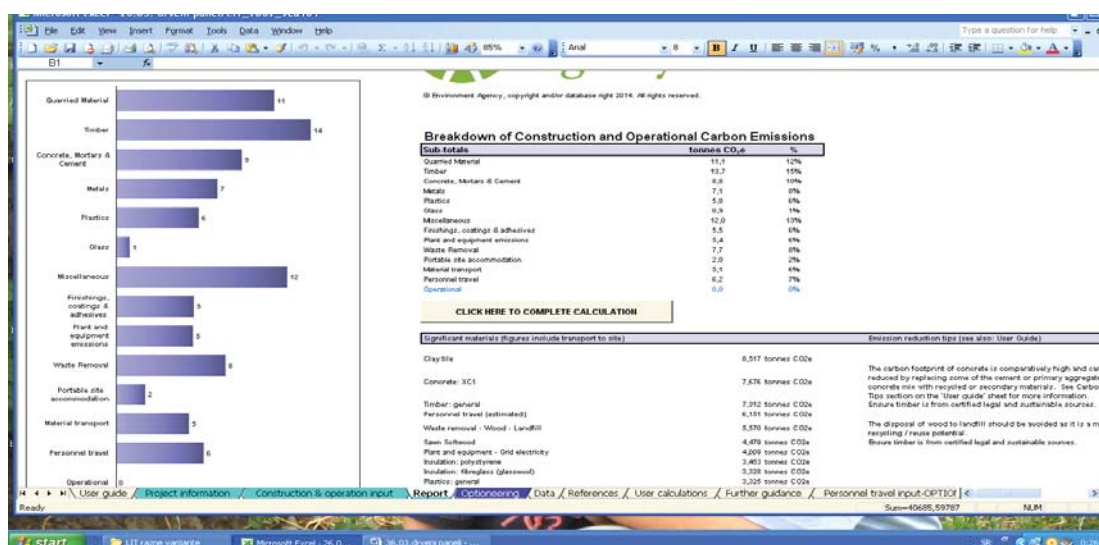 File Edit View Insert Format Tools Data Window Help
Type a question for help
85%
Arial
8
B I U
B1
fx
Quarried Material 11
Timber 14
Concrete, Mortars &
Cement 9
Metals 7
Plastics 6
Glass 1
Miscellaneous 12
Finishings,
coatings &
adhesives 5
Plant and
equipment
emissions 5
Waste Removal 8
Portable site
accommodation 2
Material transport 5
Personnel travel 6
Operational 0
© Environment Agency, copyright and/or database right 2014. All rights reserved.
Breakdown of Construction and Operational Carbon Emissions
Sub-totals tonnes CO₂e %
Quarried Material 11,1 12%
Timber 13,7 15%
Concrete, Mortars & Cement 8,8 10%
Metals 7,1 8%
Plastics 5,8 6%
Glass 0,9 1%
Miscellaneous 12,0 13%
Finishings, coatings & adhesives 5,5 6%
Plant and equipment emissions 5,4 6%
Waste Removal 7,7 8%
Portable site accommodation 2,0 2%
Material transport 5,1 6%
Personnel travel 6,2 7%
Operational 0,0 0%
CLICK HERE TO COMPLETE CALCULATION
Significant materials (figures include transport to site) Emission reduction tips (see also: User Guide)
Clay tile 8,517 tonnes CO2e
The carbon footprint of concrete is comparatively high and
Concrete: XC1 7,676 tonnes CO2e
reduced by replacing some of the cement or primary
concrete mix with recycled or secondary materials. See
Tips section on the 'User guide' sheet for more information.
Timber: general 7,312 tonnes CO2e Ensure timber is from certified legal and sustainable sources.
Personnel travel (estimated) 6,151 tonnes CO2e
Waste removal - Wood - Landfill 5,570 tonnes CO2e
The disposal of wood to landfill should be avoided as it is a
recycling / reuse potential.
Sawn Softwood 4,479 tonnes CO2e Ensure timber is from certified legal and sustainable sources.
Plant and equipment - Grid electricity 4,009 tonnes CO2e
Insulation: polystyrene 3,453 tonnes CO2e
Insulation: fibreglass (glasswool) 3,328 tonnes CO2e
Plastics: general 3,325 tonnes CO2e
User guide Project information Construction & operation input Report Optioneering Data References User calculations Further guidance Personnel travel input-OPTIO
Ready Sum=40685,59787 NUM
start LIT razne varijante Microsoft Excel - 26.0... 36.03 drveni paneli - ... SR 0:26